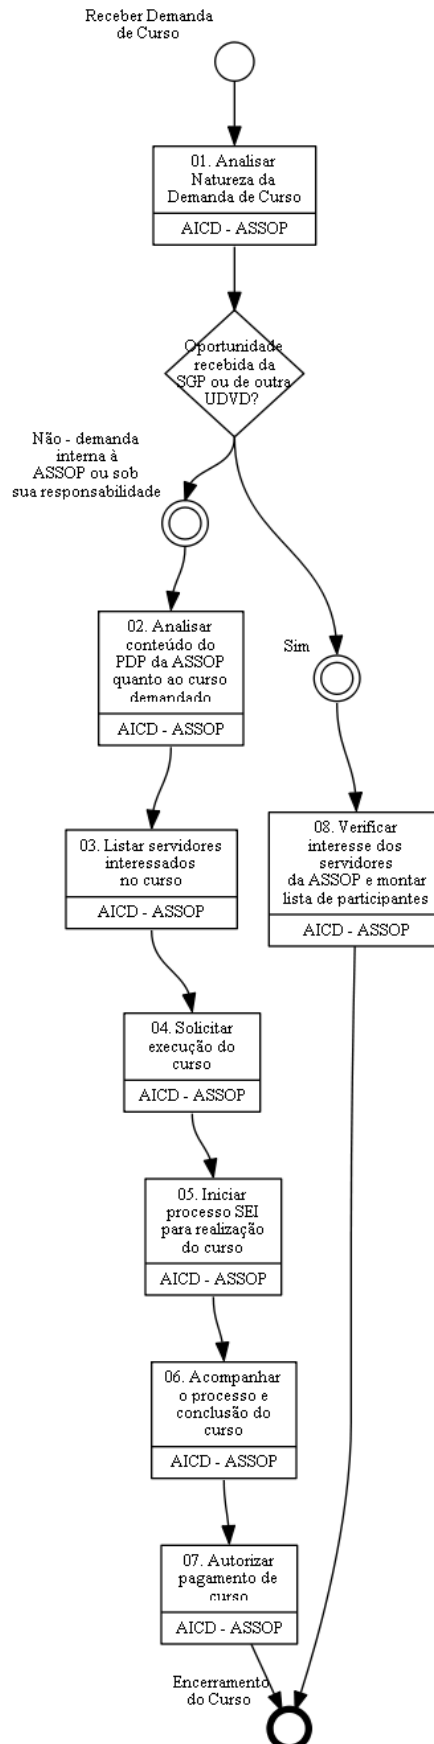 Receber Demanda
de Curso
01. Analisar
Natureza da
Demanda de Curso
AICD - ASSOP
Oportunidade
recebida da
SGP ou de outra
UDVD?
Não - demanda
interna à
ASSOP ou sob
sua responsabilidade
Sim
02. Analisar
conteúdo do
PDP da ASSOP
quanto ao curso
demandado
AICD - ASSOP
03. Listar servidores
interessados
no curso
AICD - ASSOP
08. Verificar
interesse dos
servidores
da ASSOP e montar
lista de participantes
AICD - ASSOP
04. Solicitar
execução do
curso
AICD - ASSOP
05. Iniciar
processo SEI
para realização
do curso
AICD - ASSOP
06. Acompanhar
o processo e
conclusão do
curso
AICD - ASSOP
07. Autorizar
pagamento de
curso
AICD - ASSOP
Encerramento
do Curso